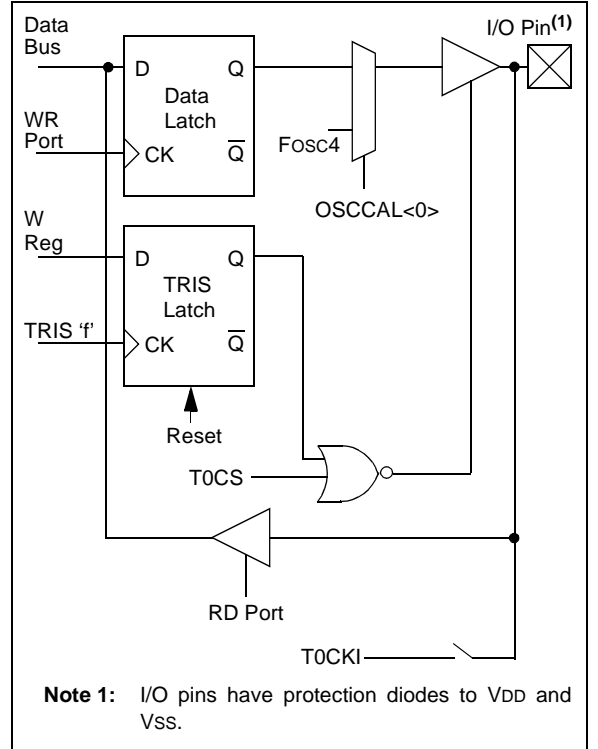 Data
Bus
I/O Pin(1)
D
Q
Data
Latch
WR
Port
CK
Q
FOSC4
OSCCAL<0>
W
Reg
D
Q
TRIS
Latch
TRIS ‘f’
CK
Q
Reset
T0CS
RD Port
T0CKI
Note 1: I/O pins have protection diodes to VDD and
VSS.